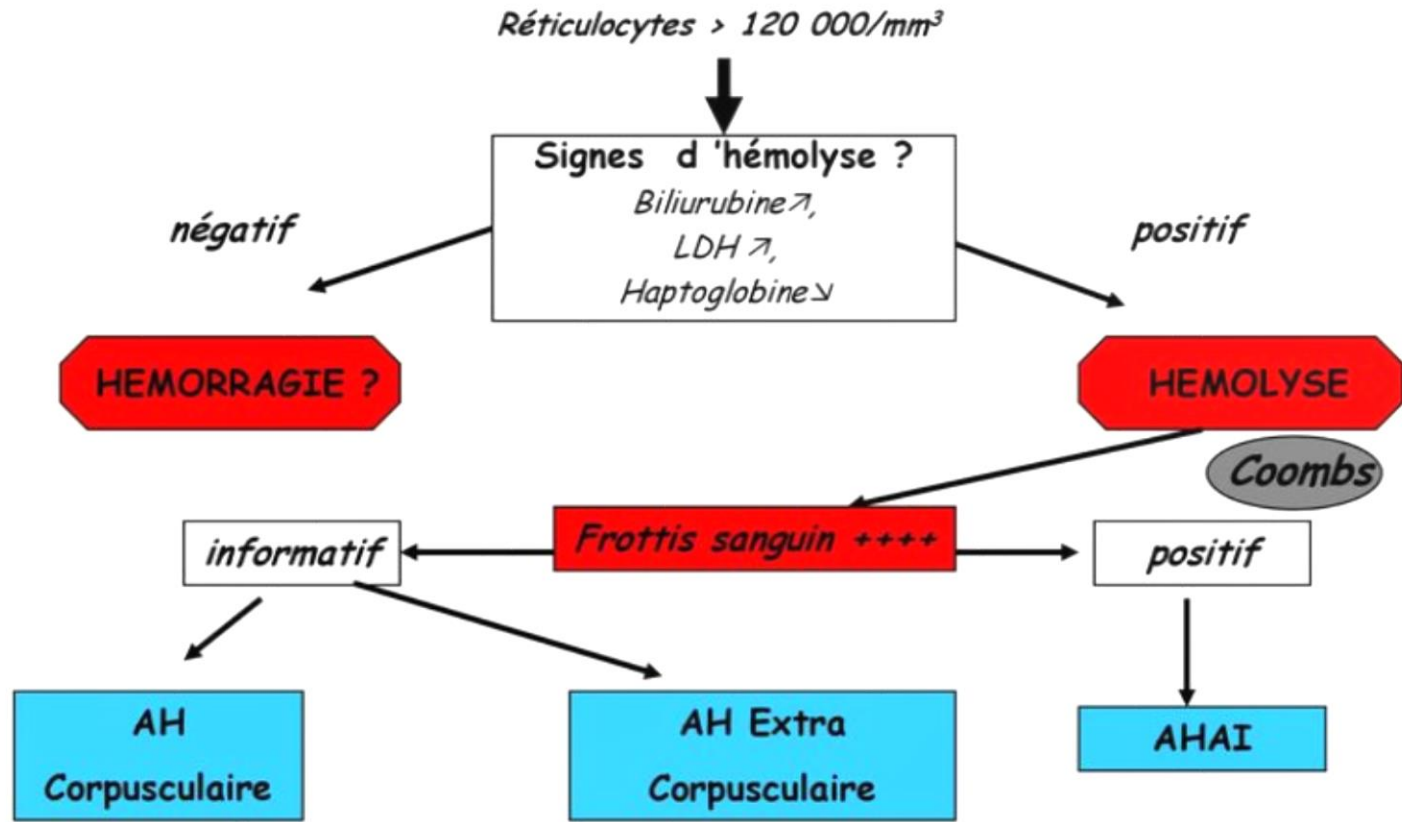 Réticulocytes > 120 000/mm³
Signes d 'hémolyse ?
Biliurubine↗,
LDH ↗,
Haptoglobine↘
négatif
positif
HEMORRAGIE ?
HEMOLYSE
Coombs
Frottis sanguin ++++
informatif
positif
AH
Corpusculaire
AH Extra
Corpusculaire
AHAI